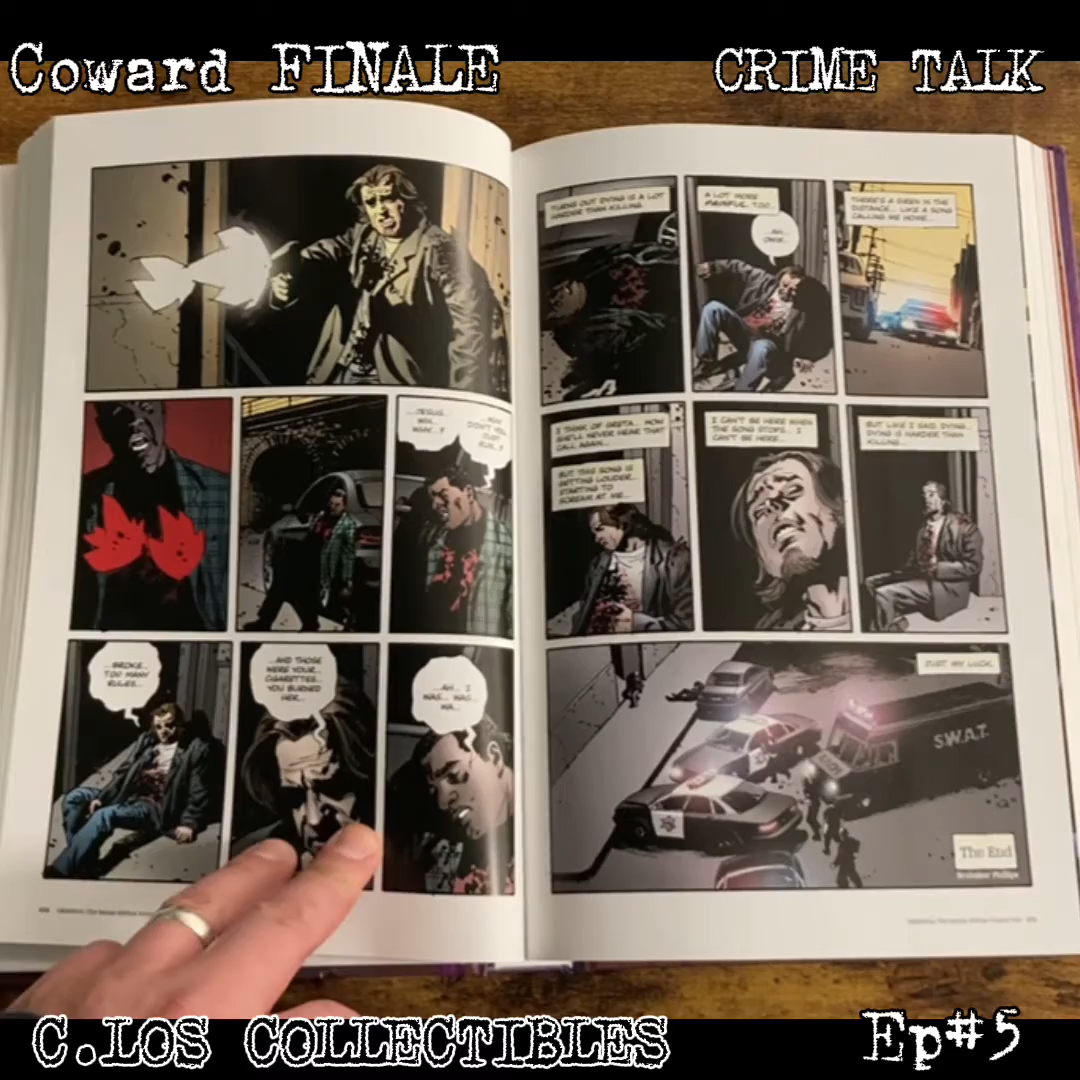 Coward FINALE
CRIME TALK
TURNS OUT DYING IS A LOT
HARDER THAN KILLING.
A LOT MORE
PAINFUL, TOO...
...AH,
THERE'S A SIREN IN THE
DISTANCE... LIKE A SONG
CALLING ME HOME...
...JESUS...
WHY...?
DIDN'T YOU
JUST
RUN..?
I THINK OF GRETA... HOW
SHE'LL NEVER HEAR THAT
CALL AGAIN...
BUT THIS SONG IS
GETTING LOUDER...
STARTING TO
SCREAM AT ME...
I CAN'T BE HERE WHEN
THE SONG STOPS... I
CAN'T BE HERE...
BUT LIKE I SAID, DYING...
DYING IS HARDER THAN
KILLING...
...BROKE...
TOO MANY
RULES...
...AND THOSE
WERE YOUR...
CIGARETTES...
YOU BURNED
HER...
...AH... I
WAS... WAS...
WA...
JUST MY LUCK.
S.W.A.T.
The End
Brubaker Phillips
C.LOS COLLECTIBLES
Ep#5